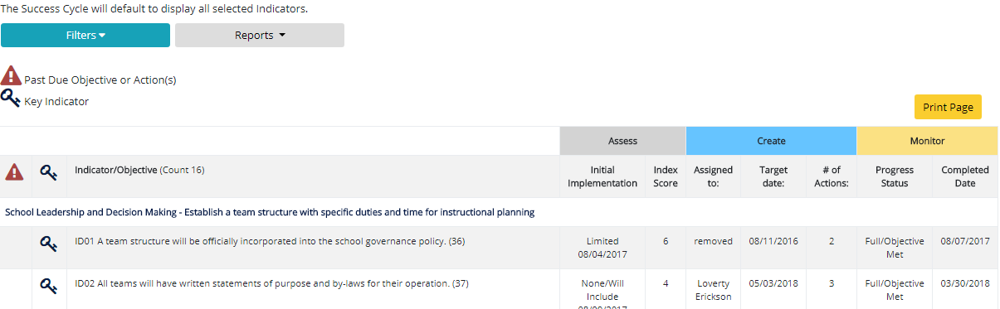 The Success Cycle will default to display all selected Indicators.
Filters
Reports
Past Due Objective or Action(s)
Key Indicator
Print Page
Assess Create Monitor
Indicator/Objective (Count 16) Initial Implementation Index Score Assigned to: Target date: # of Actions: Progress Status Completed Date
School Leadership and Decision Making - Establish a team structure with specific duties and time for instructional planning
ID01 A team structure will be officially incorporated into the school governance policy. (36) Limited 08/04/2017 6 removed 08/11/2016 2 Full/Objective Met 08/07/2017
ID02 All teams will have written statements of purpose and by-laws for their operation. (37) None/Will Include 4 Loverty Erickson 05/03/2018 3 Full/Objective Met 03/30/2018